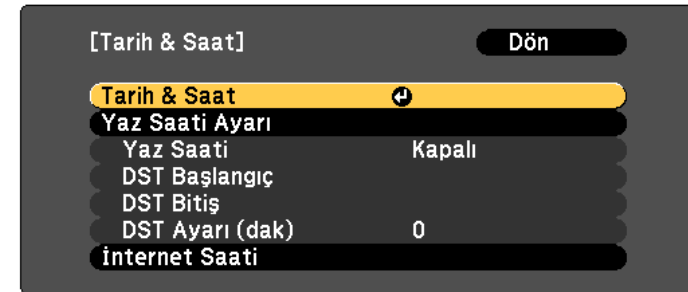 [Tarih & Saat] Dön
Tarih & Saat
Yaz Saati Ayarı
Yaz Saati Kapalı
DST Başlangıç
DST Bitiş
DST Ayarı (dak) 0
İnternet Saati